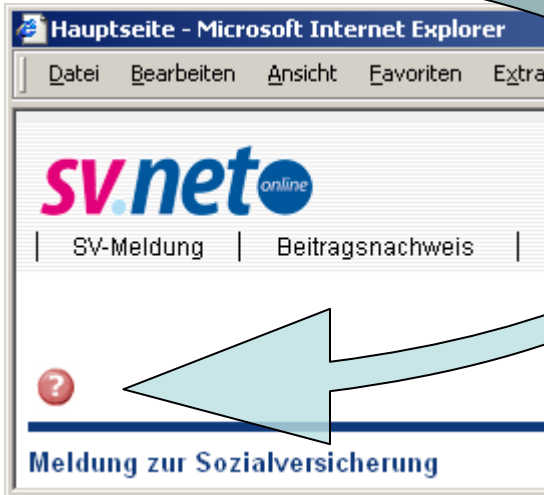 Hauptseite - Microsoft Internet Explorer
Datei Bearbeiten Ansicht Favoriten Extra
sv.net online
| SV-Meldung | Beitragsnachweis |
?
Meldung zur Sozialversicherung